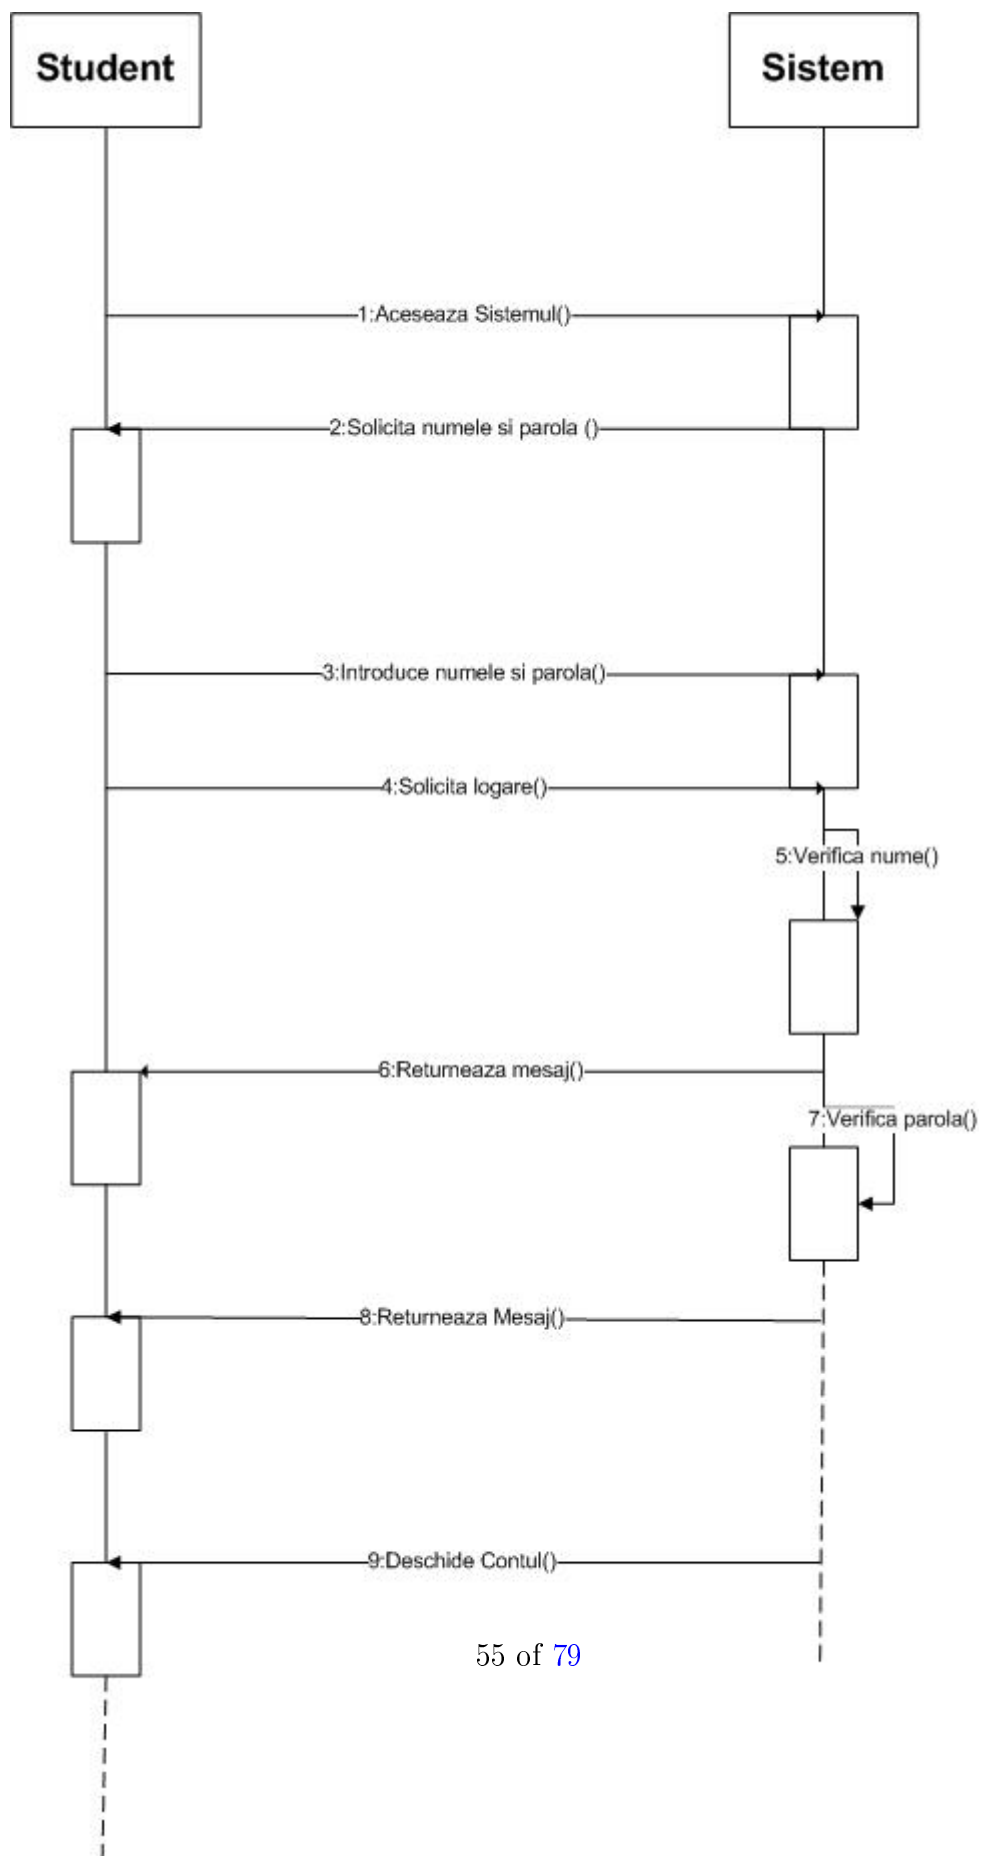 Student
Sistem
1:Aceseaza Sistemul()
2:Solicita numele si parola ()
3:Introduce numele si parola()
4:Solicita logare()
5:Verifica nume()
6:Returneaza mesaj()
7:Verifica parola()
8:Returneaza Mesaj()
9:Deschide Contul()
55 of 79